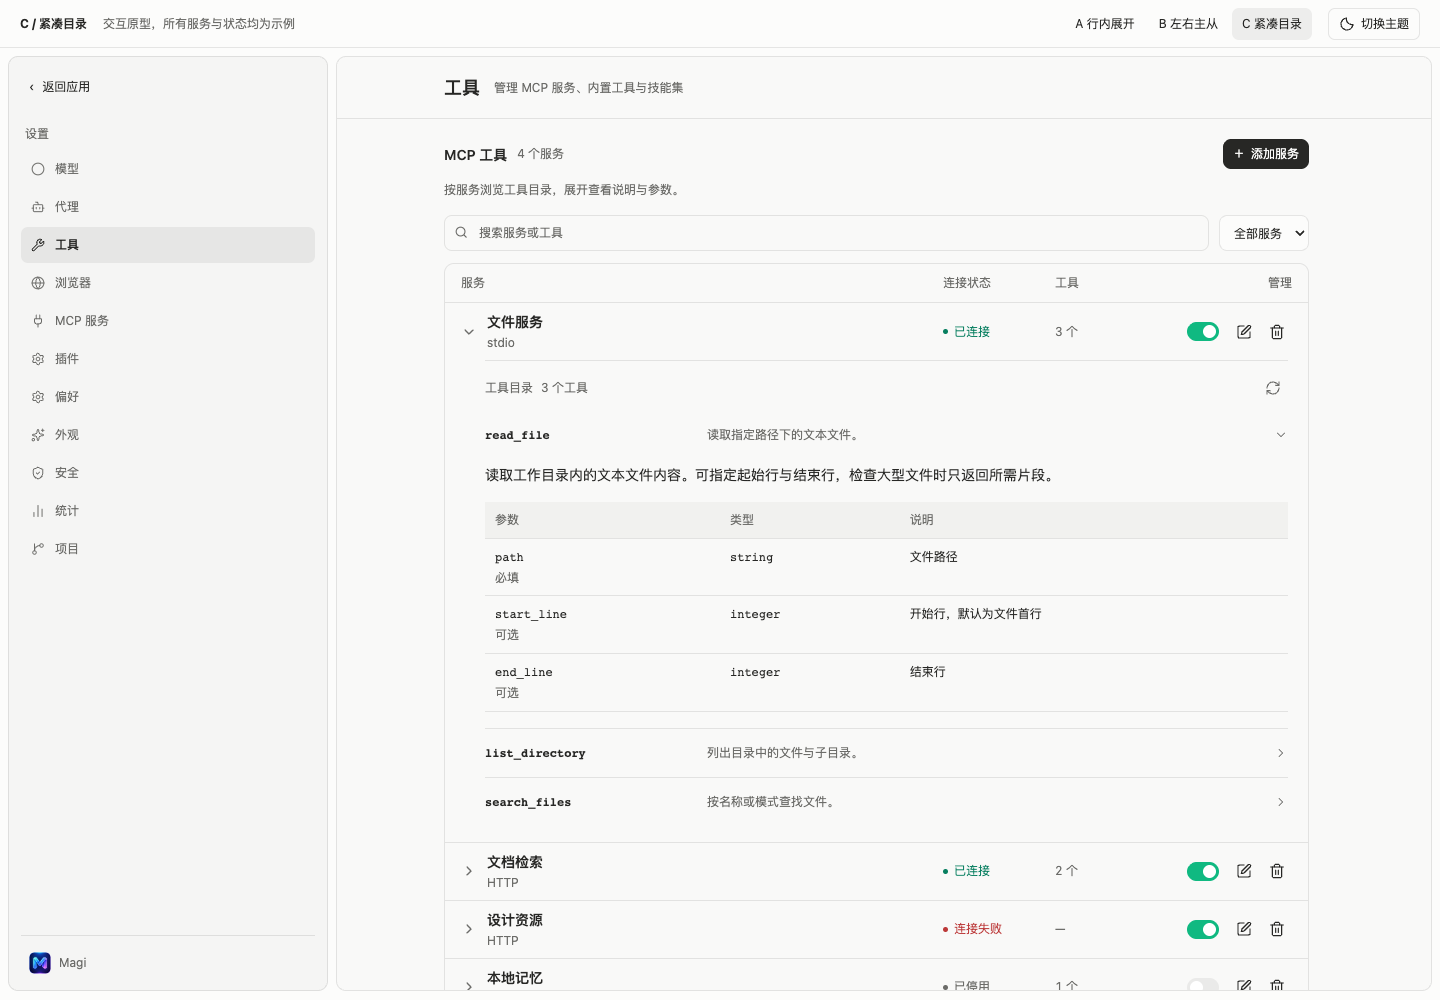 C / 紧凑目录 交互原型，所有服务与状态均为示例 A 行内展开 B 左右主从 C 紧凑目录 切换主题
‹ 返回应用
设置
模型
代理
工具
浏览器
MCP 服务
插件
偏好
外观
安全
统计
项目
Magi
工具 管理 MCP 服务、内置工具与技能集
MCP 工具 4 个服务 + 添加服务
按服务浏览工具目录，展开查看说明与参数。
搜索服务或工具 全部服务
服务 连接状态 工具 管理
文件服务 已连接 3 个
stdio
工具目录 3 个工具
read_file 读取指定路径下的文本文件。
读取工作目录内的文本文件内容。可指定起始行与结束行，检查大型文件时只返回所需片段。
参数 类型 说明
path string 文件路径
必填
start_line integer 开始行，默认为文件首行
可选
end_line integer 结束行
可选
list_directory 列出目录中的文件与子目录。
search_files 按名称或模式查找文件。
文档检索 已连接 2 个
HTTP
设计资源 连接失败 —
HTTP
本地记忆 已停用 1 个